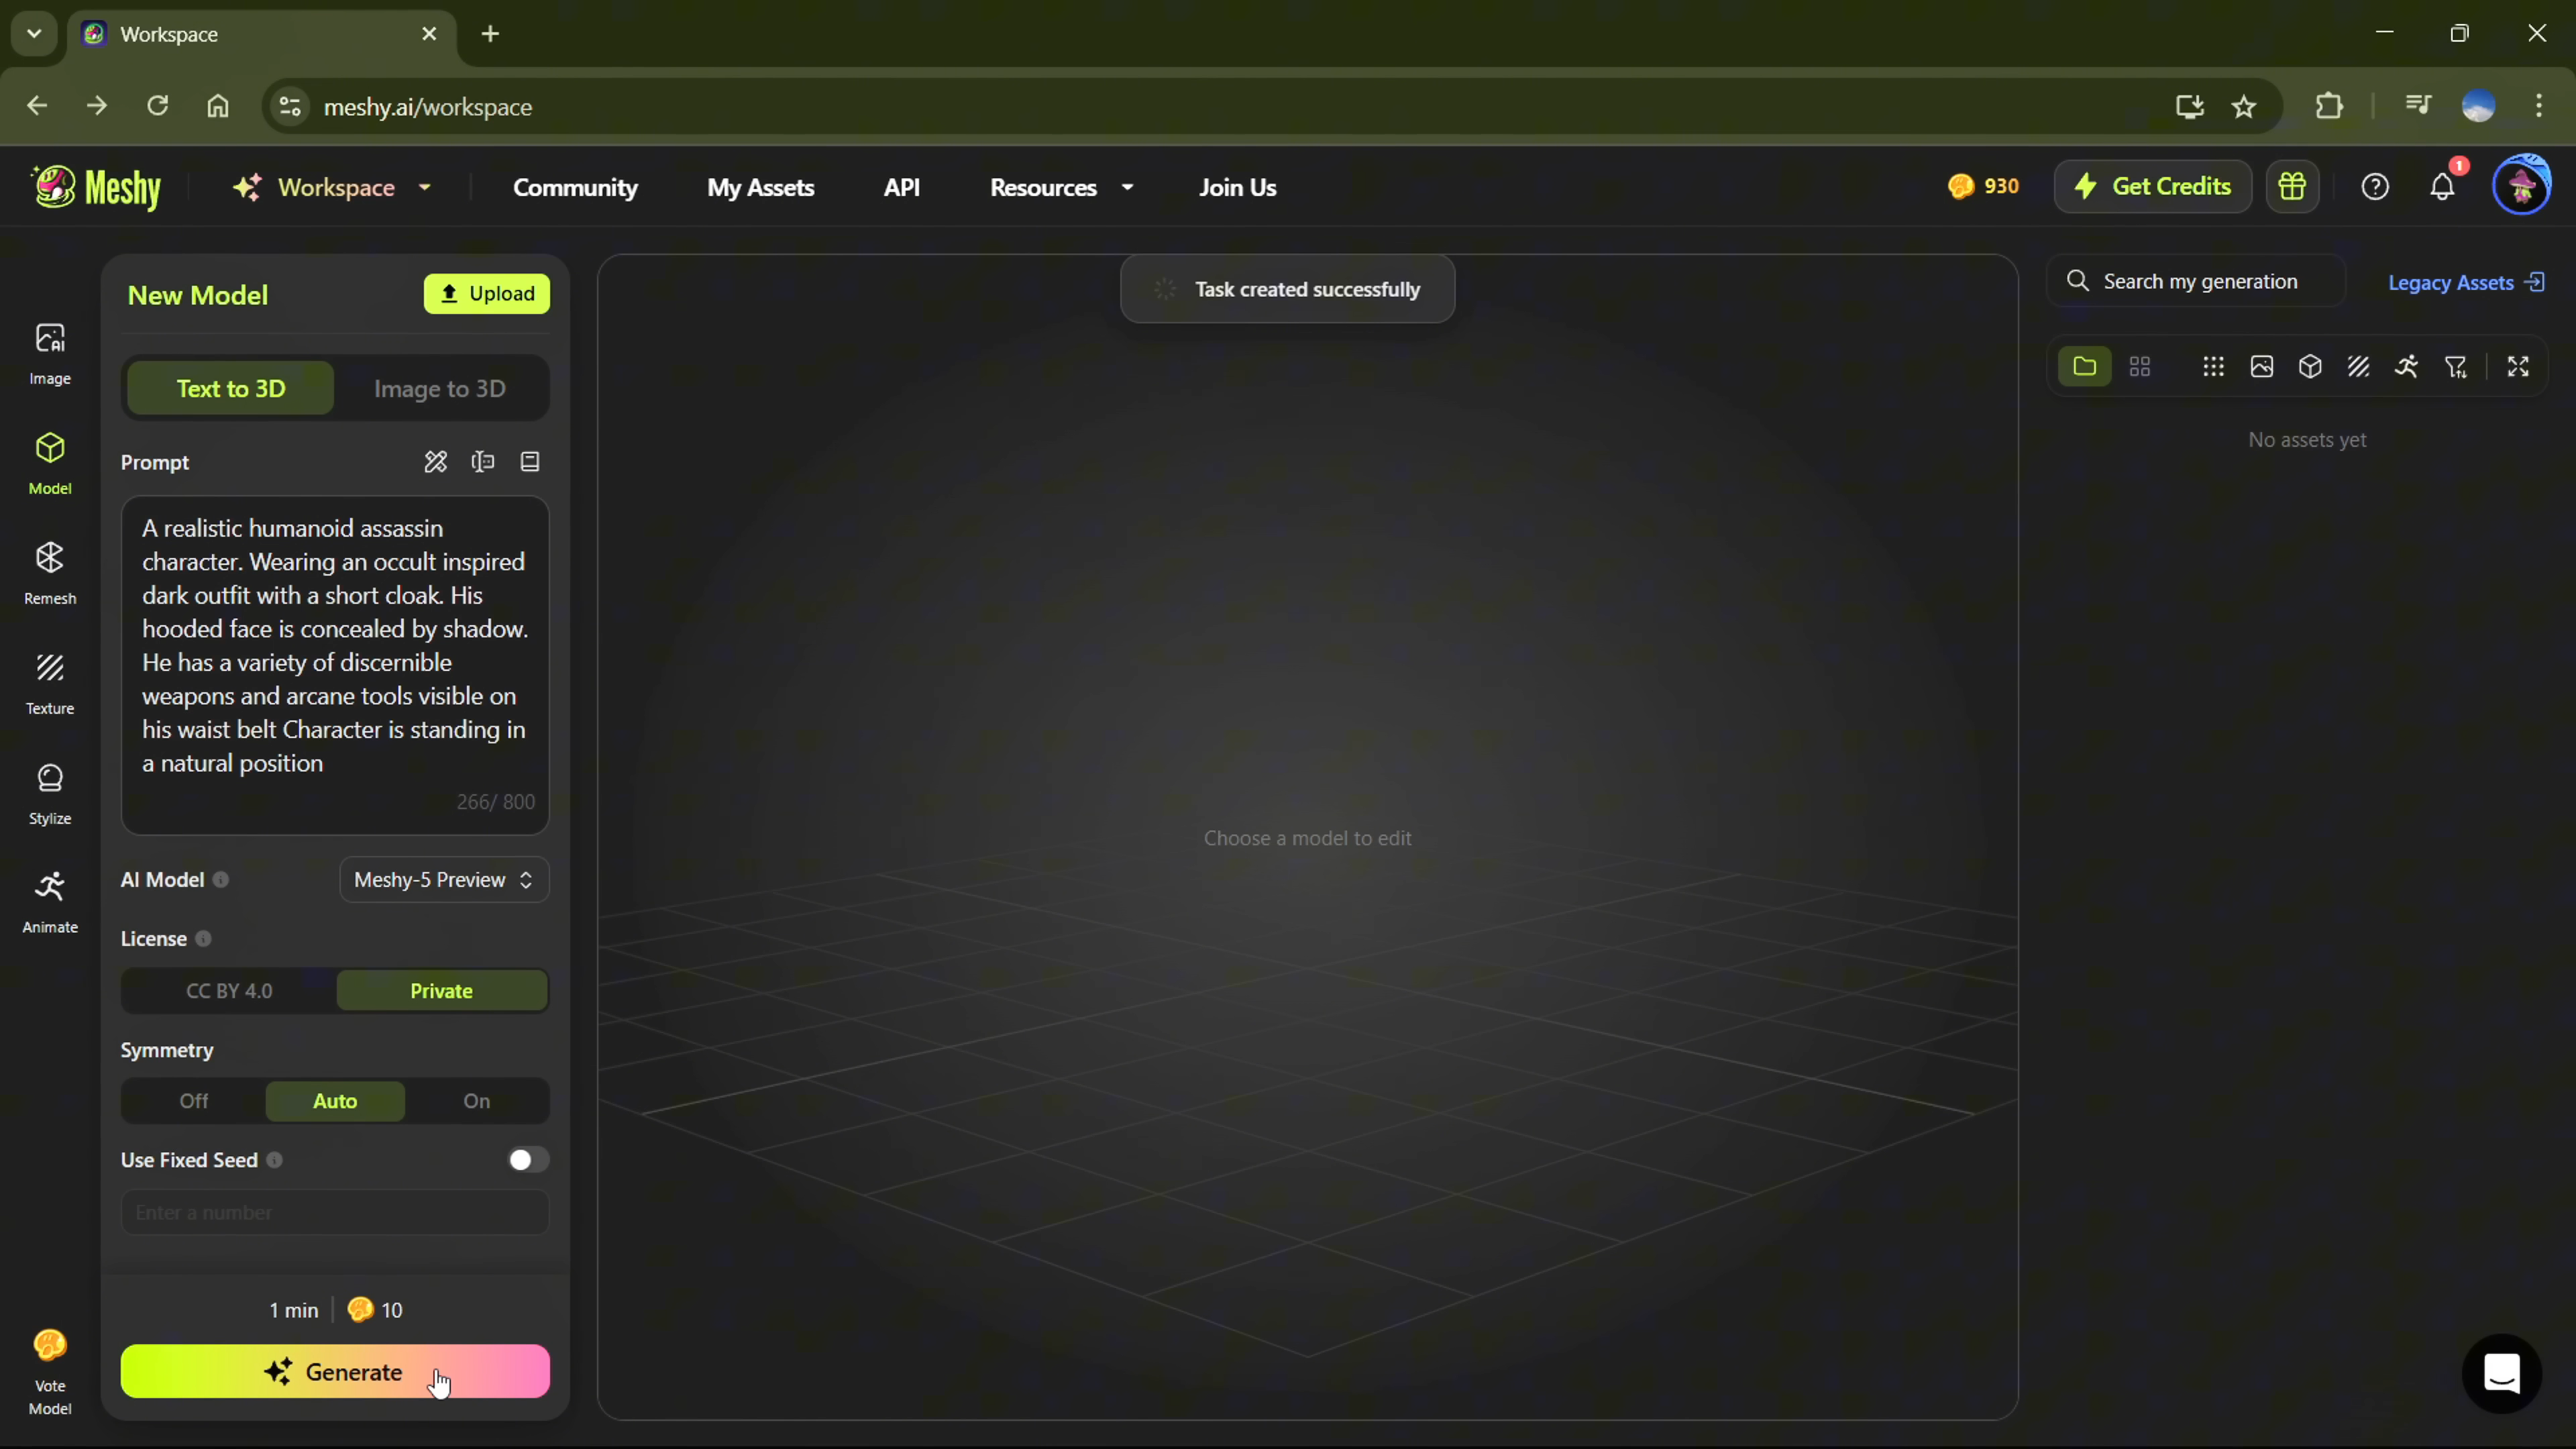 Workspace
meshy.ai/workspace
Meshy
Workspace
Community
My Assets
API
Resources
Join Us
930
Get Credits
1
New Model
Upload
Search my generation
Legacy Assets
Task created successfully
Text to 3D
Image to 3D
No assets yet
Image
Model
Remesh
Texture
Stylize
Animate
Vote
Model
Prompt
A realistic humanoid assassin
character. Wearing an occult inspired
dark outfit with a short cloak. His
hooded face is concealed by shadow.
He has a variety of discernible
weapons and arcane tools visible on
his waist belt Character is standing in
a natural position
266/ 800
AI Model
Meshy-5 Preview
License
CC BY 4.0
Private
Symmetry
Off
Auto
On
Use Fixed Seed
Enter a number
1 min
10
Generate
Choose a model to edit